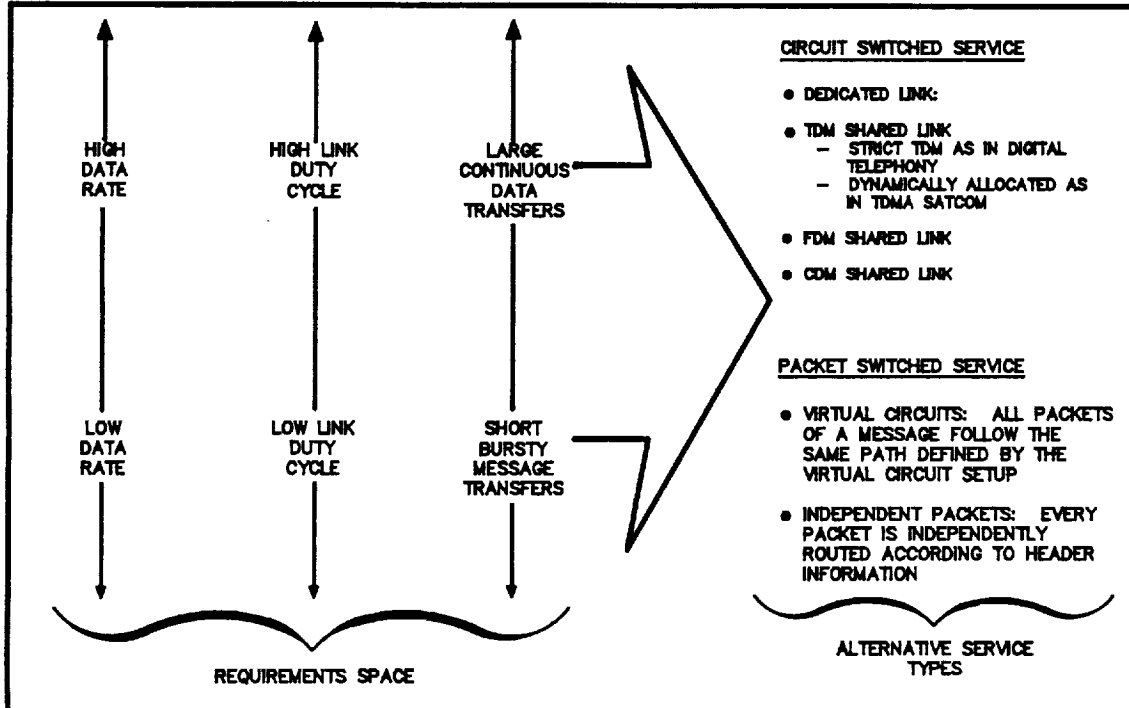 HIGH
DATA
RATE
HIGH LINK
DUTY
CYCLE
LARGE
CONTINUOUS
DATA
TRANSFERS
LOW
DATA
RATE
LOW LINK
DUTY
CYCLE
SHORT
BURSTY
MESSAGE
TRANSFERS
REQUIREMENTS SPACE
CIRCUIT SWITCHED SERVICE
• DEDICATED LINK:
• TDM SHARED LINK
– STRICT TDM AS IN DIGITAL
TELEPHONY
– DYNAMICALLY ALLOCATED AS
IN TDMA SATCOM
• FDM SHARED LINK
• CDM SHARED LINK
PACKET SWITCHED SERVICE
• VIRTUAL CIRCUITS: ALL PACKETS
OF A MESSAGE FOLLOW THE
SAME PATH DEFINED BY THE
VIRTUAL CIRCUIT SETUP
• INDEPENDENT PACKETS: EVERY
PACKET IS INDEPENDENTLY
ROUTED ACCORDING TO HEADER
INFORMATION
ALTERNATIVE SERVICE
TYPES